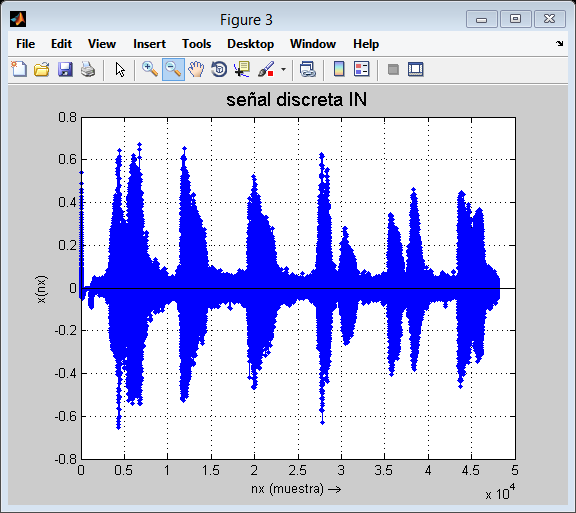 Figure 3
File Edit View Insert Tools Desktop Window Help
señal discreta IN
x(nx)
0.8
0.6
0.4
0.2
0
-0.2
-0.4
-0.6
-0.8
0 0.5 1 1.5 2 2.5 3 3.5 4 4.5 5
nx (muestra) →
x 10⁴